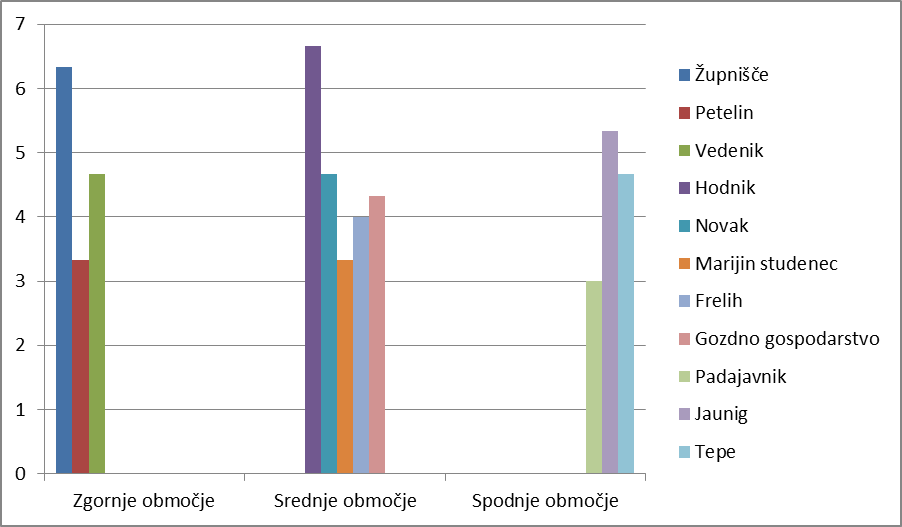 7
6
5
4
3
2
1
0
Zgornje območje
Srednje območje
Spodnje območje
Župnišče
Petelin
Vedenik
Hodnik
Novak
Marijin studenec
Frelih
Gozdno gospodarstvo
Padajavnik
Jaunig
Tepe